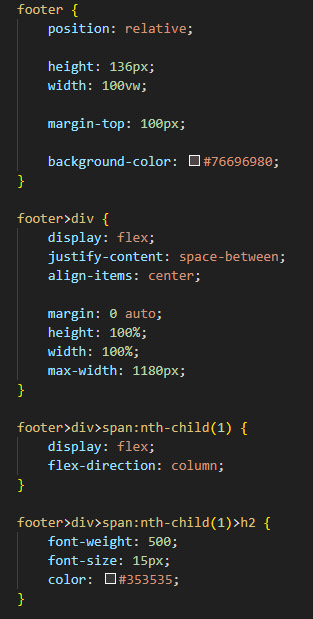 footer {
position: relative;
height: 136px;
width: 100vw;
margin-top: 100px;
background-color: #76696980;
}
footer>div {
display: flex;
justify-content: space-between;
align-items: center;
margin: 0 auto;
height: 100%;
width: 100%;
max-width: 1180px;
}
footer>div>span:nth-child(1) {
display: flex;
flex-direction: column;
}
footer>div>span:nth-child(1)>h2 {
font-weight: 500;
font-size: 15px;
color: #353535;
}